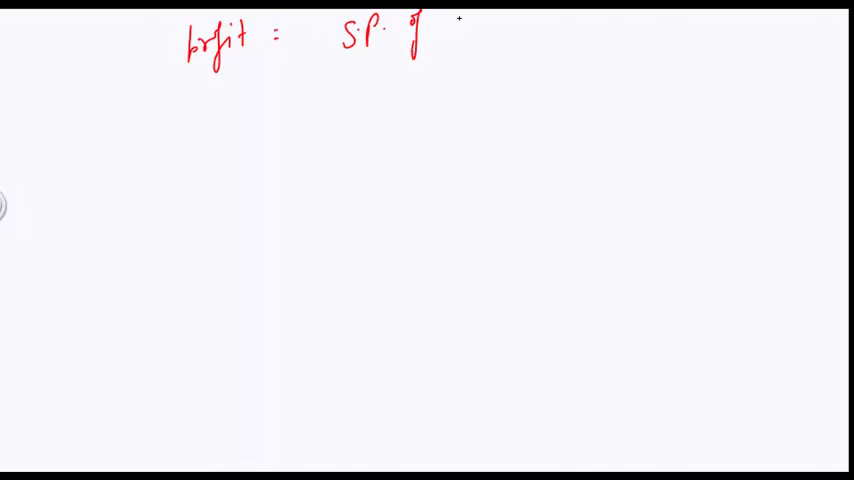 profit = S.P. of